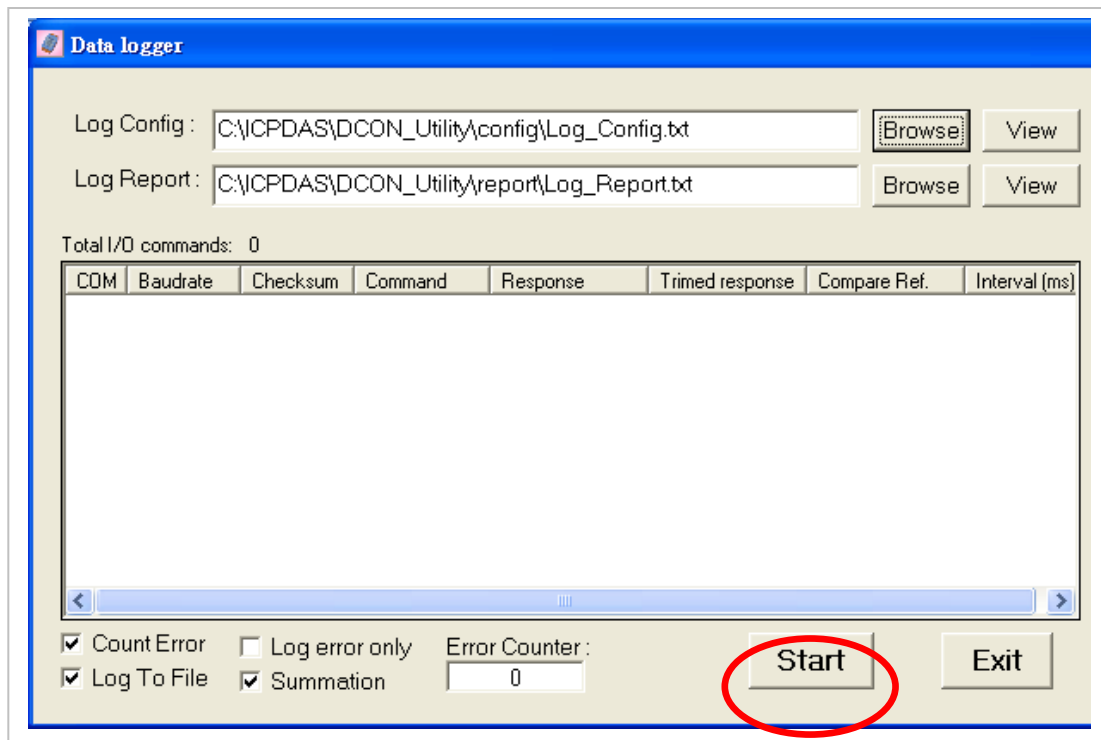 Data logger
Log Config : C:\ICPDAS\DCON_Utility\config\Log_Config.txt Browse View
Log Report : C:\ICPDAS\DCON_Utility\report\Log_Report.txt Browse View
Total I/O commands: 0
COM Baudrate Checksum Command Response Trimed response Compare Ref. Interval (ms)
Count Error Log error only Error Counter : Start Exit
Log To File Summation 0